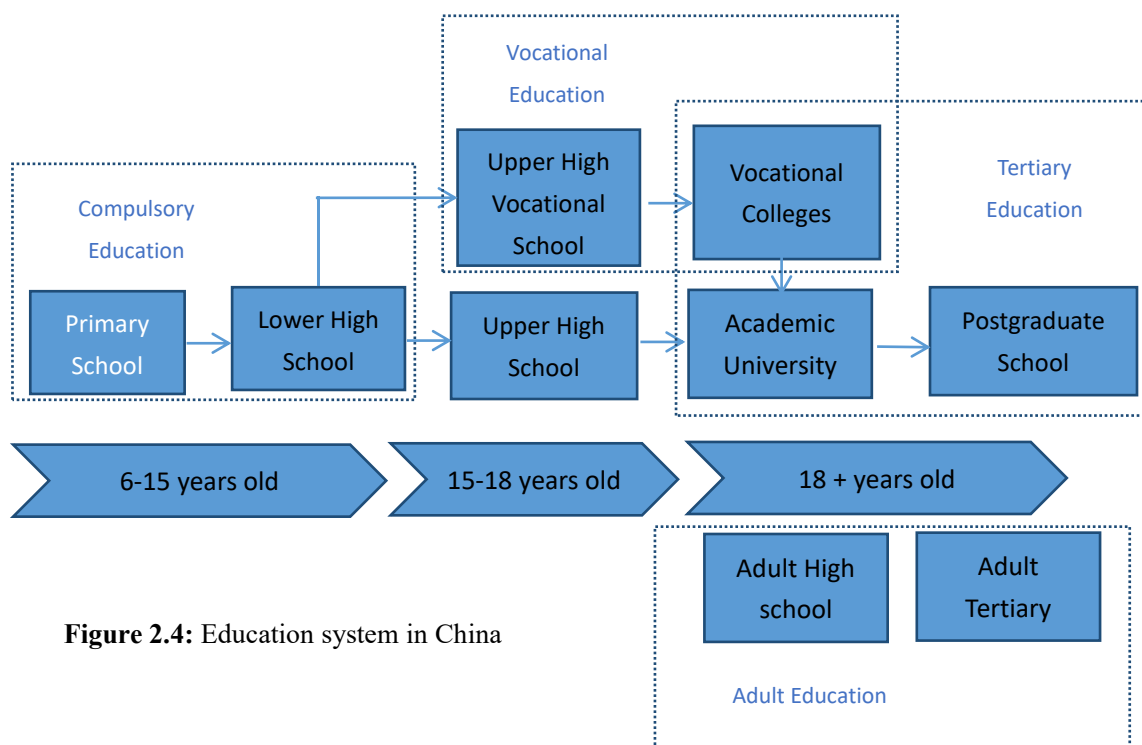 Vocational
Education
Upper High
Vocational
School
Vocational
Colleges
Tertiary
Education
Compulsory
Education
Primary
School
Lower High
School
Upper High
School
Academic
University
Postgraduate
School
6-15 years old
15-18 years old
18 + years old
Adult High
school
Adult
Tertiary
Adult Education
Figure 2.4: Education system in China